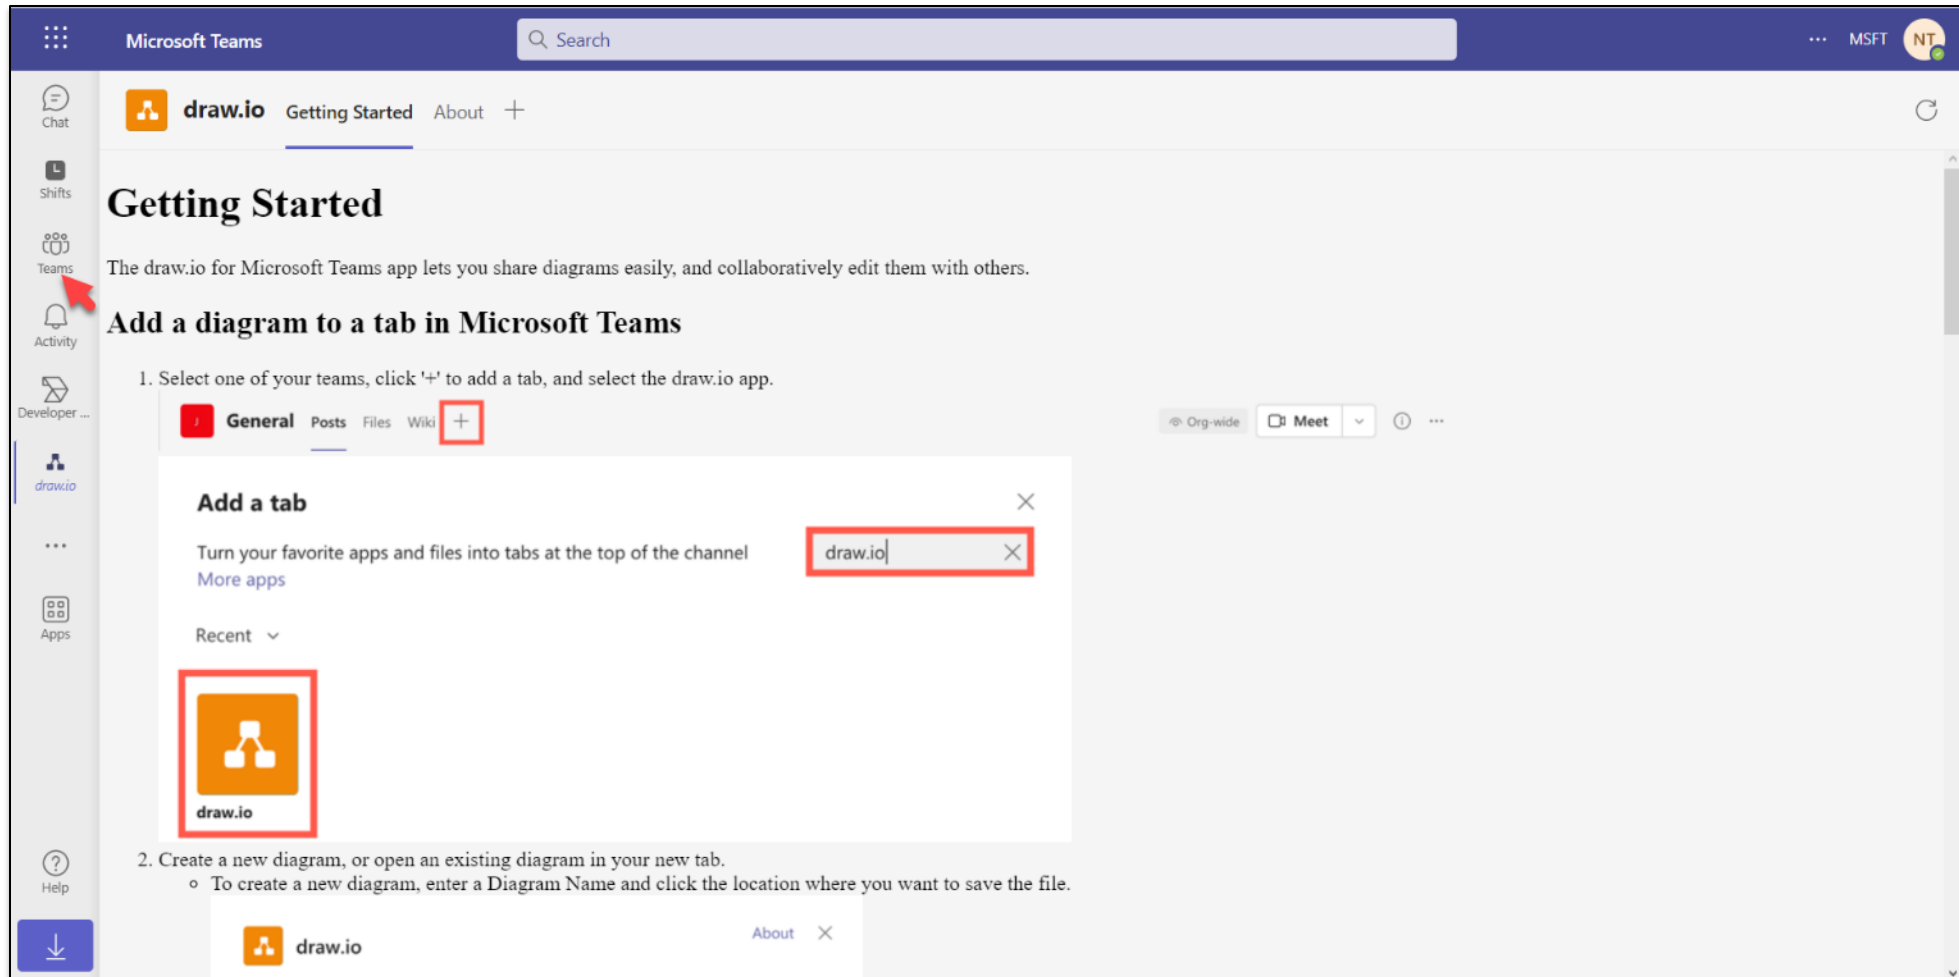 Microsoft Teams
Search
MSFT
NT
Chat
Shifts
Teams
Activity
Developer ...
draw.io
Apps
Help
draw.io Getting Started About
Getting Started
The draw.io for Microsoft Teams app lets you share diagrams easily, and collaboratively edit them with others.
Add a diagram to a tab in Microsoft Teams
1. Select one of your teams, click '+' to add a tab, and select the draw.io app.
J General Posts Files Wiki
Org-wide Meet
Add a tab
Turn your favorite apps and files into tabs at the top of the channel
More apps
draw.io
Recent
draw.io
2. Create a new diagram, or open an existing diagram in your new tab.
To create a new diagram, enter a Diagram Name and click the location where you want to save the file.
draw.io
About